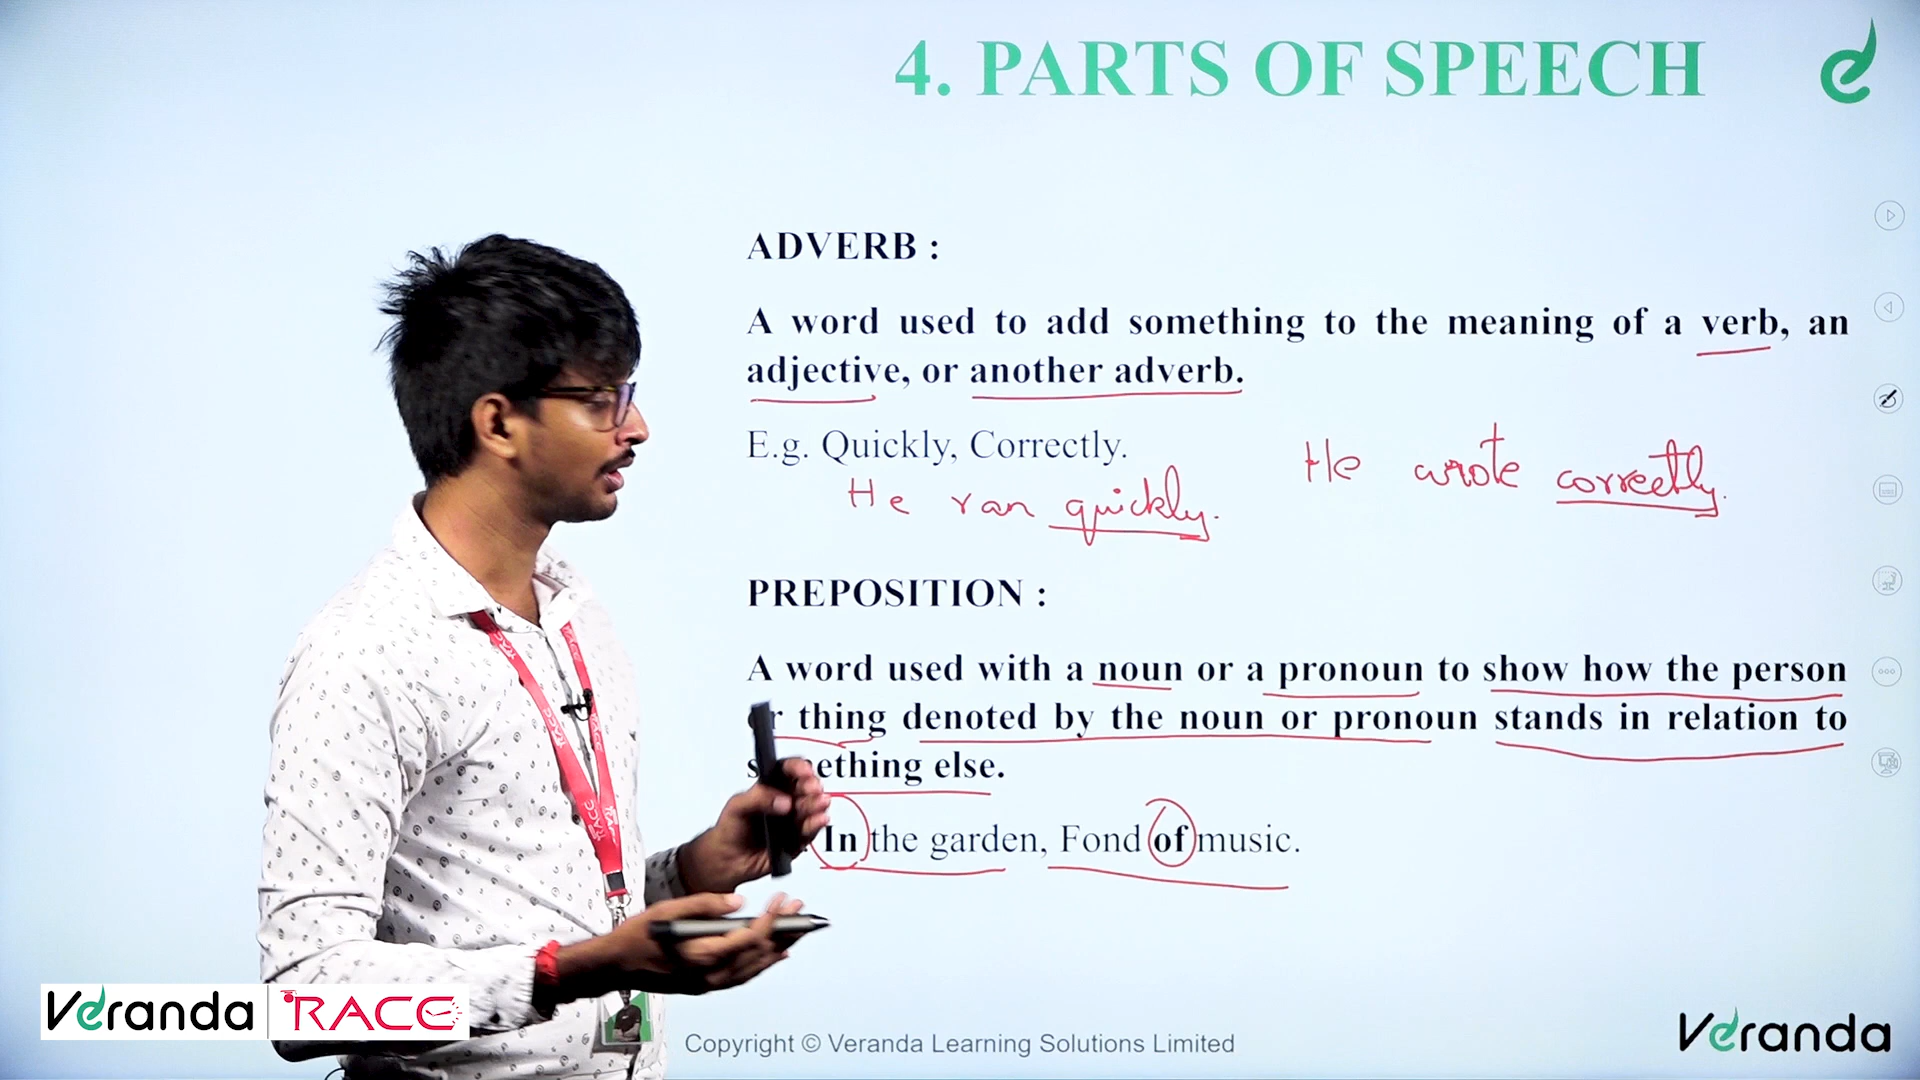 4. PARTS OF SPEECH
ADVERB :
A word used to add something to the meaning of a verb, an
adjective, or another adverb.
E.g. Quickly, Correctly.
He ran quickly.
He wrote correctly.
PREPOSITION :
A word used with a noun or a pronoun to show how the person
thing denoted by the noun or pronoun stands in relation to
else.
In the garden, Fond of music.
RACE
Veranda RACE
Copyright © Veranda Learning Solutions Limited
Veranda